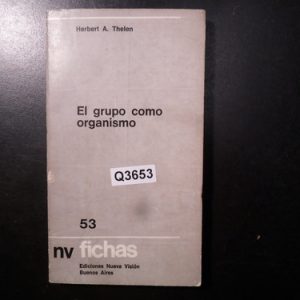 Herbert A. Thelen
El grupo como
organismo
Q3653
53
nv fichas
Ediciones Nueva Visión
Buenos Aires